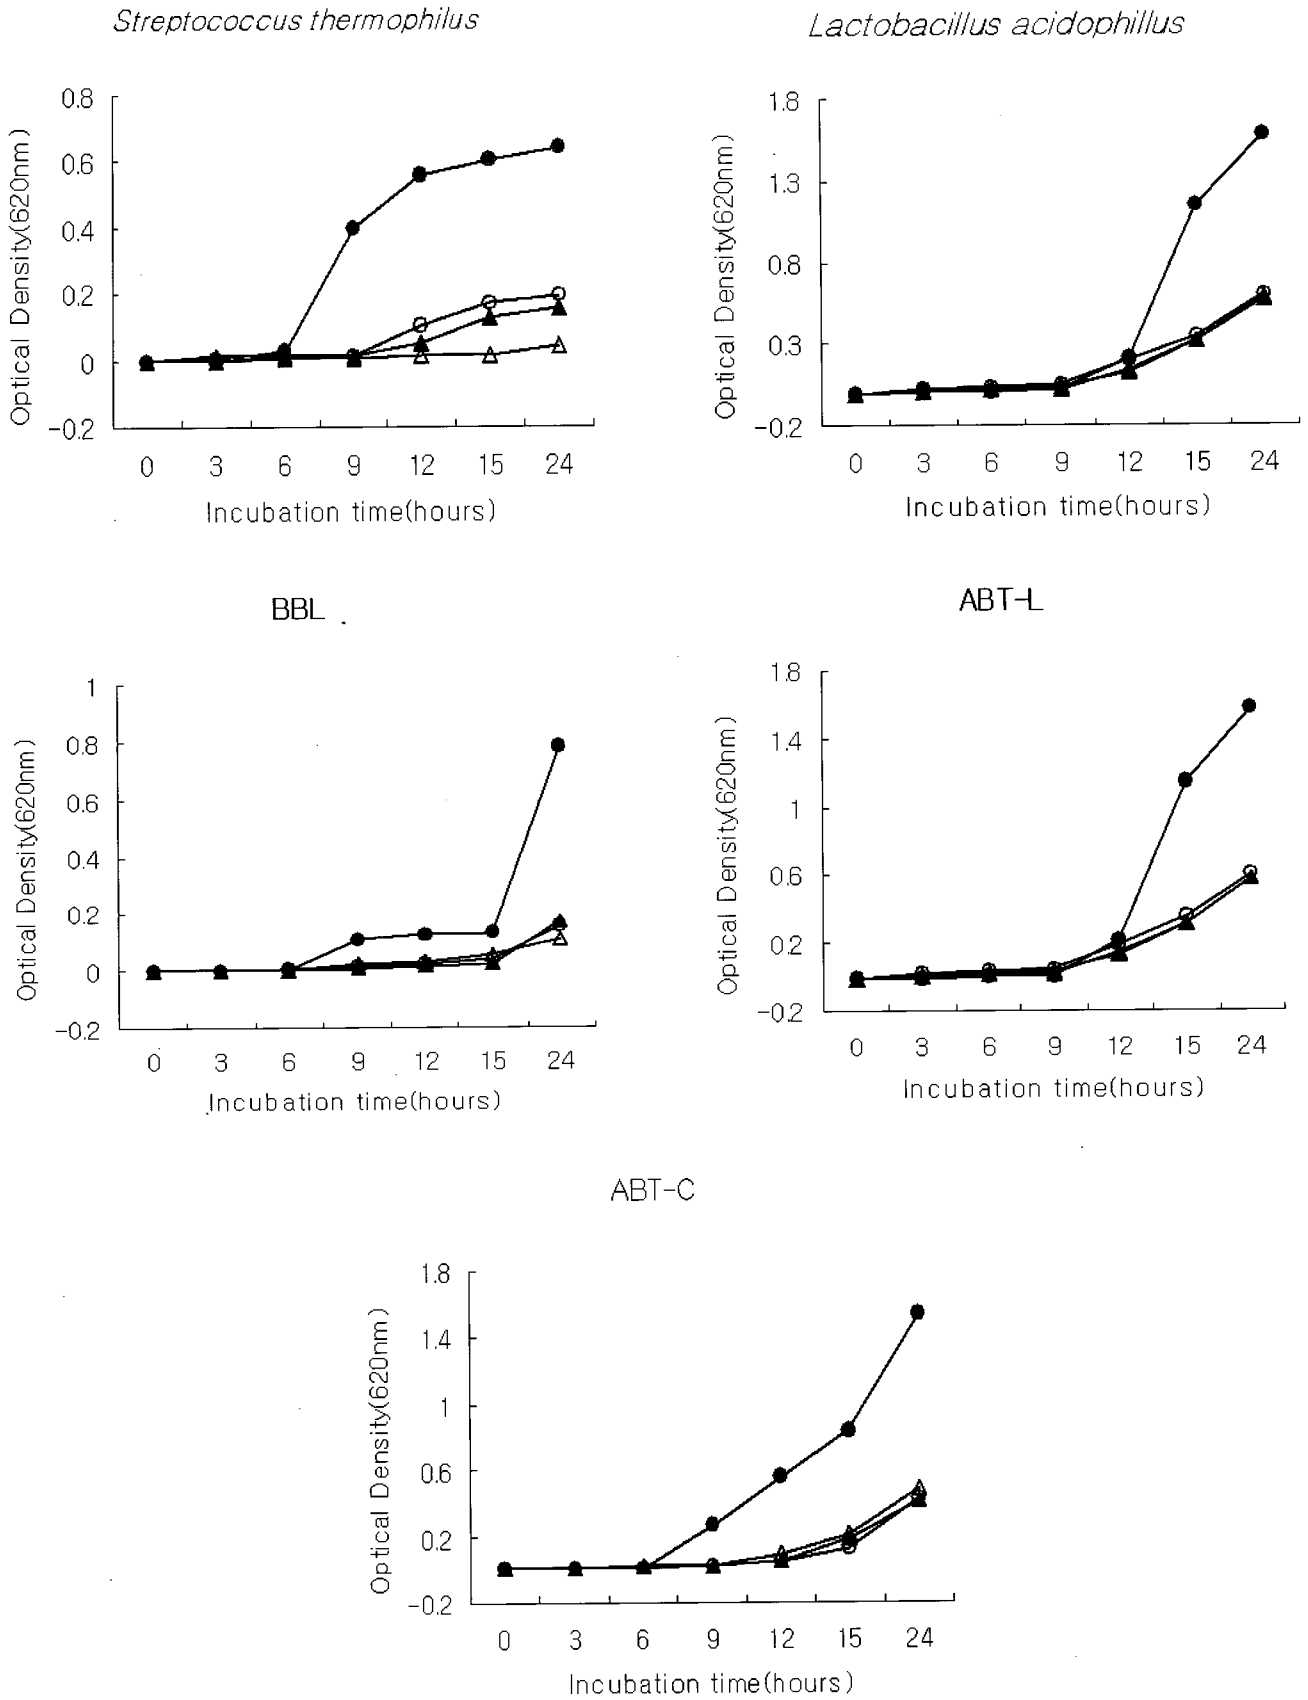 Streptococcus thermophilus
Optical Density(620nm)
0.8
0.6
0.4
0.2
0
-0.2
0 3 6 9 12 15 24
Incubation time(hours)
Lactobacillus acidophillus
Optical Density(620nm)
1.8
1.3
0.8
0.3
-0.2
0 3 6 9 12 15 24
Incubation time(hours)
BBL
Optical Density(620nm)
1
0.8
0.6
0.4
0.2
0
-0.2
0 3 6 9 12 15 24
Incubation time(hours)
ABT-L
Optical Density(620nm)
1.8
1.4
1
0.6
0.2
-0.2
0 3 6 9 12 15 24
Incubation time(hours)
ABT-C
Optical Density(620nm)
1.8
1.4
1
0.6
0.2
-0.2
0 3 6 9 12 15 24
Incubation time(hours)